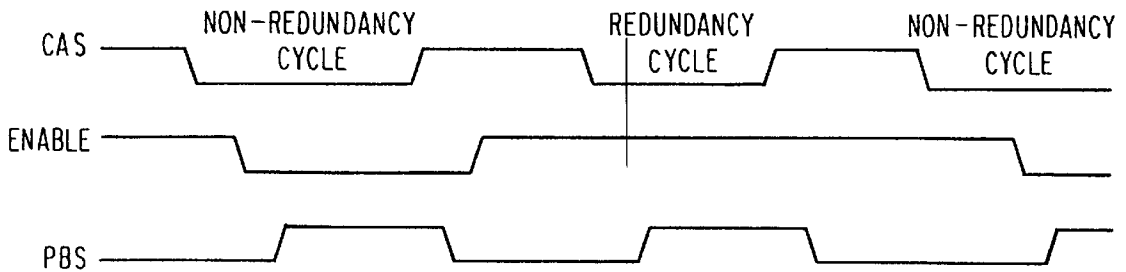 NON-REDUNDANCY
CYCLE
REDUNDANCY
CYCLE
NON-REDUNDANCY
CYCLE
CAS
ENABLE
PBS